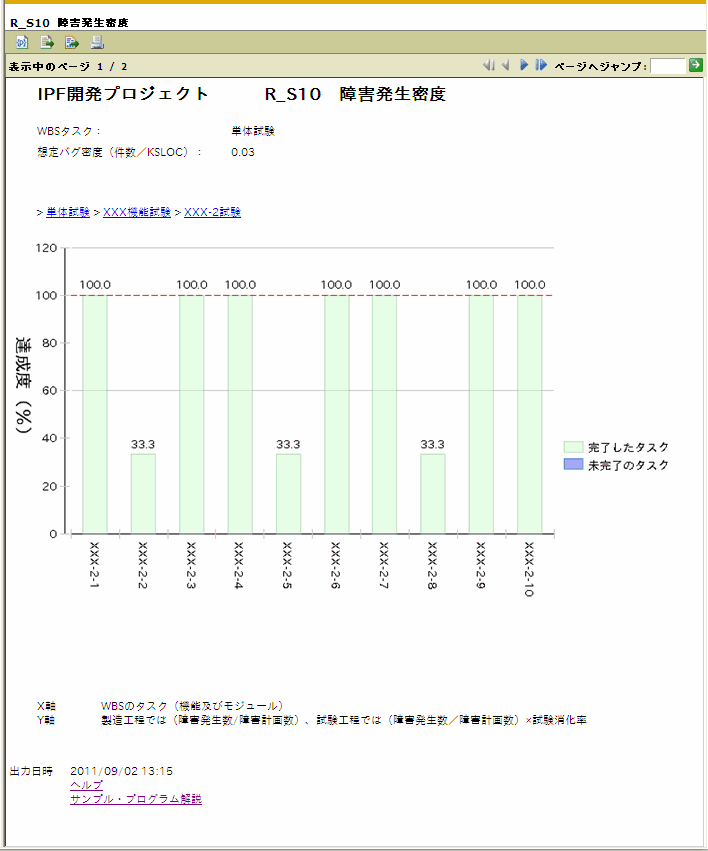 R_S10 障害発生密度
表示中のページ 1 / 2
ページへジャンプ:
IPF開発プロジェクト R_S10 障害発生密度
WBSタスク： 単体試験
想定バグ密度（件数／KSLOC）： 0.03
> 単体試験 > XXX機能試験 > XXX-2試験
達成度（%）
120
100
80
60
40
20
0
100.0
33.3
100.0
100.0
33.3
100.0
100.0
33.3
100.0
100.0
XXX-2-1
XXX-2-2
XXX-2-3
XXX-2-4
XXX-2-5
XXX-2-6
XXX-2-7
XXX-2-8
XXX-2-9
XXX-2-10
完了したタスク
未完了のタスク
X軸 WBSのタスク（機能及びモジュール）
Y軸 製造工程では（障害発生数/障害計画数）、試験工程では（障害発生数／障害計画数）×試験消化率
出力日時 2011/09/02 13:15
ヘルプ
サンプル・プログラム解説